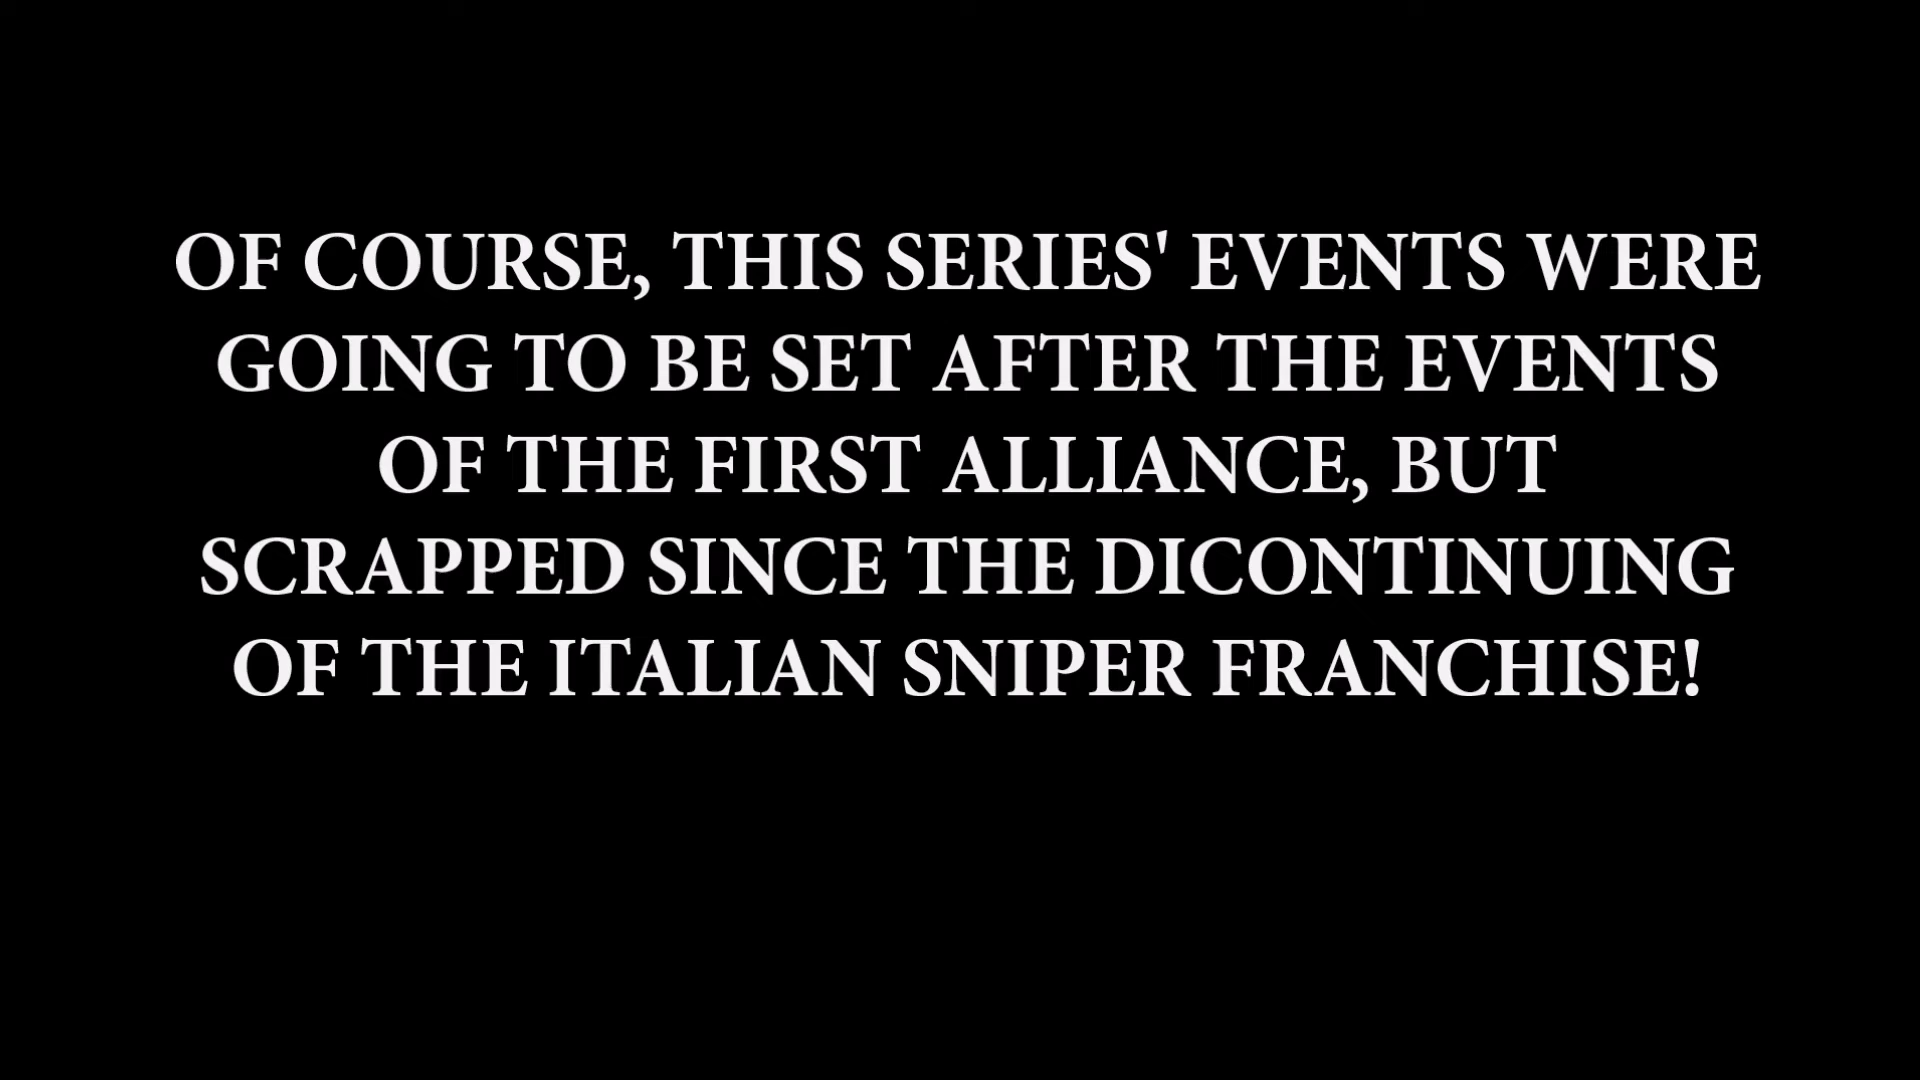 OF COURSE, THIS SERIES' EVENTS WERE
GOING TO BE SET AFTER THE EVENTS
OF THE FIRST ALLIANCE, BUT
SCRAPPED SINCE THE DICONTINUING
OF THE ITALIAN SNIPER FRANCHISE!